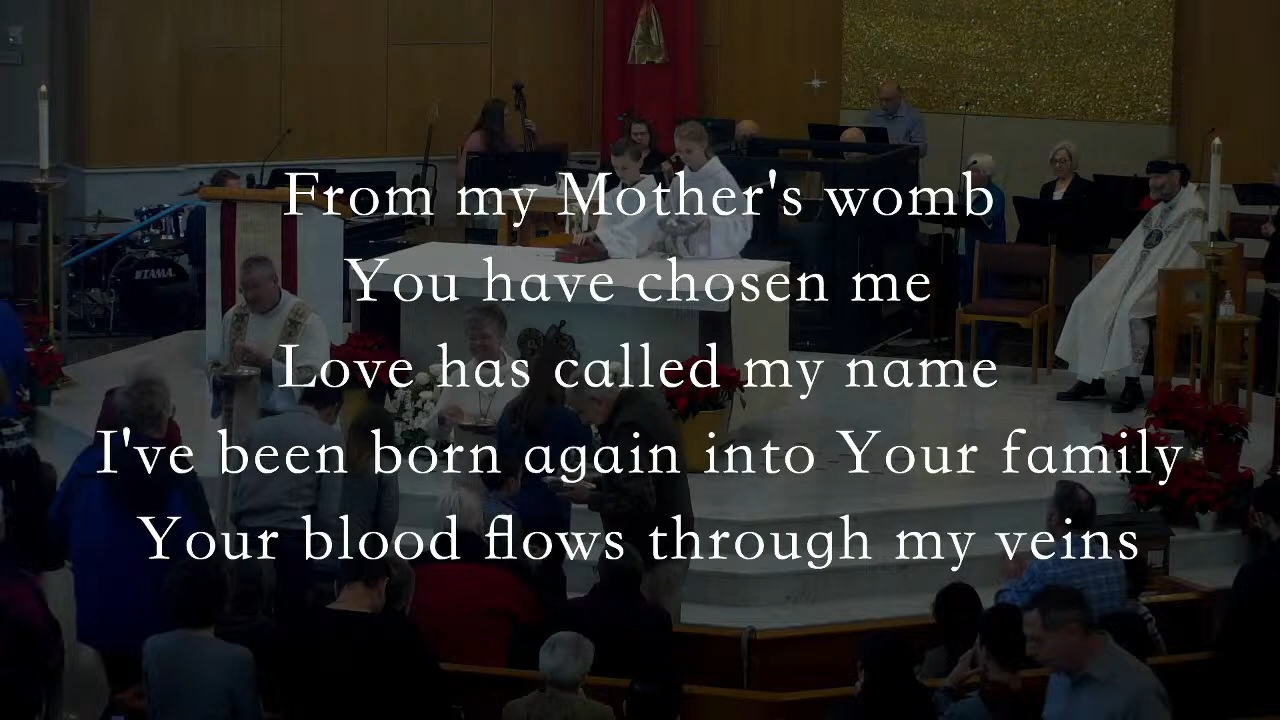 From my Mother's womb
You have chosen me
Love has called my name
I've been born again into Your family
Your blood flows through my veins
TAMA